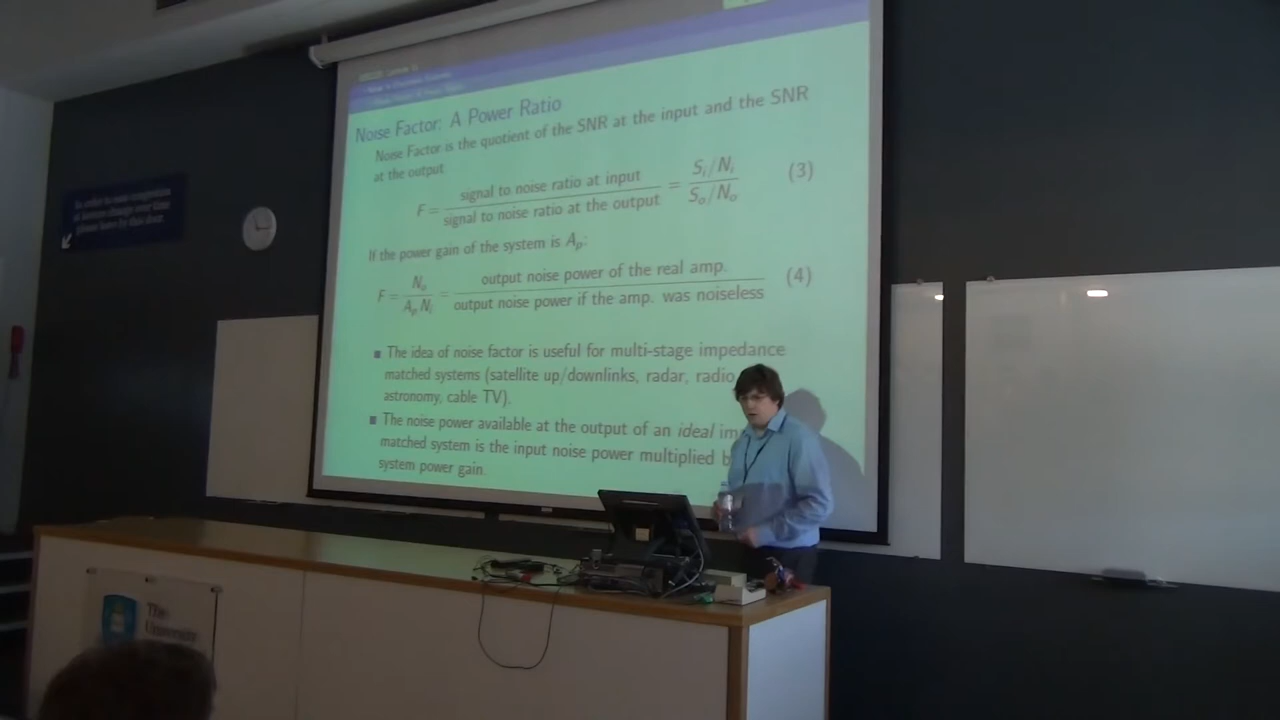 Noise Factor: A Power Ratio
Noise Factor is the quotient of the SNR at the input and the SNR
at the output
F = signal to noise ratio at input / signal to noise ratio at the output = Sᵢ/Nᵢ / Sₒ/Nₒ (3)
If the power gain of the system is Aₚ:
F = Nₒ / Aₚ Nᵢ = output noise power of the real amp. / output noise power if the amp. was noiseless (4)
The idea of noise factor is useful for multi-stage impedance
matched systems (satellite up/downlinks, radar, radio
astronomy, cable TV).
The noise power available at the output of an ideal im
matched system is the input noise power multiplied b
system power gain.
The
University